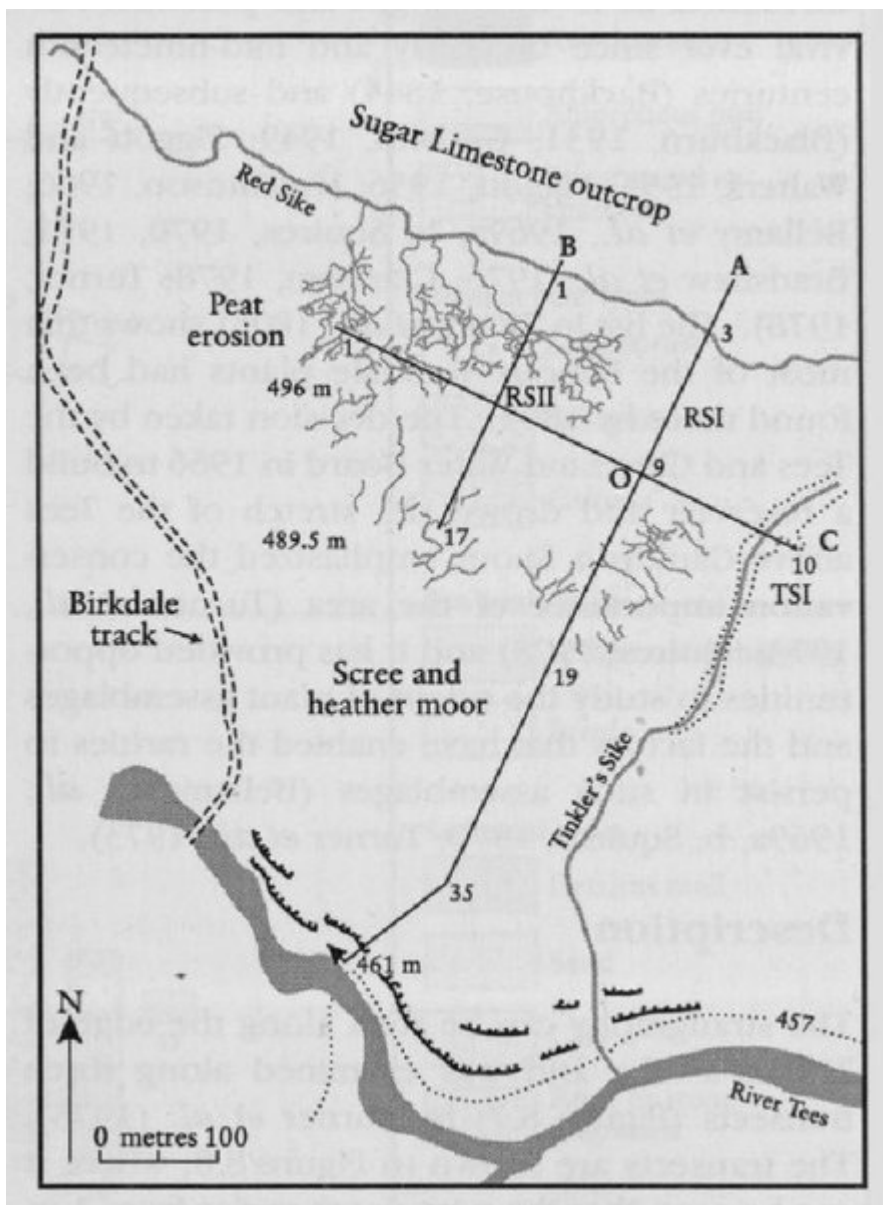 Sugar Limestone outcrop
Red Sike
B
A
1
3
Peat
erosion
1
496 m
RSII
RSI
9
O
C
10
TSI
489.5 m
17
Birkdale
track
Scree and
heather moor
19
Tinkler's Sike
35
461 m
N
457
River Tees
0 metres 100